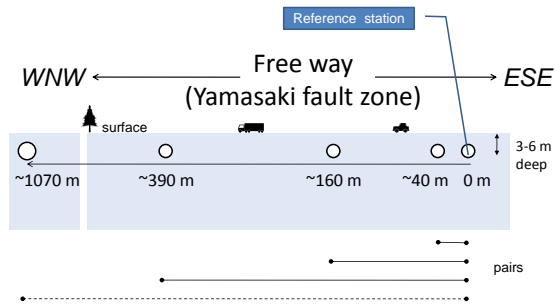 Reference station
WNW
Free way
ESE
(Yamasaki fault zone)
surface
3-6 m
deep
~1070 m
~390 m
~160 m
~40 m
0 m
pairs